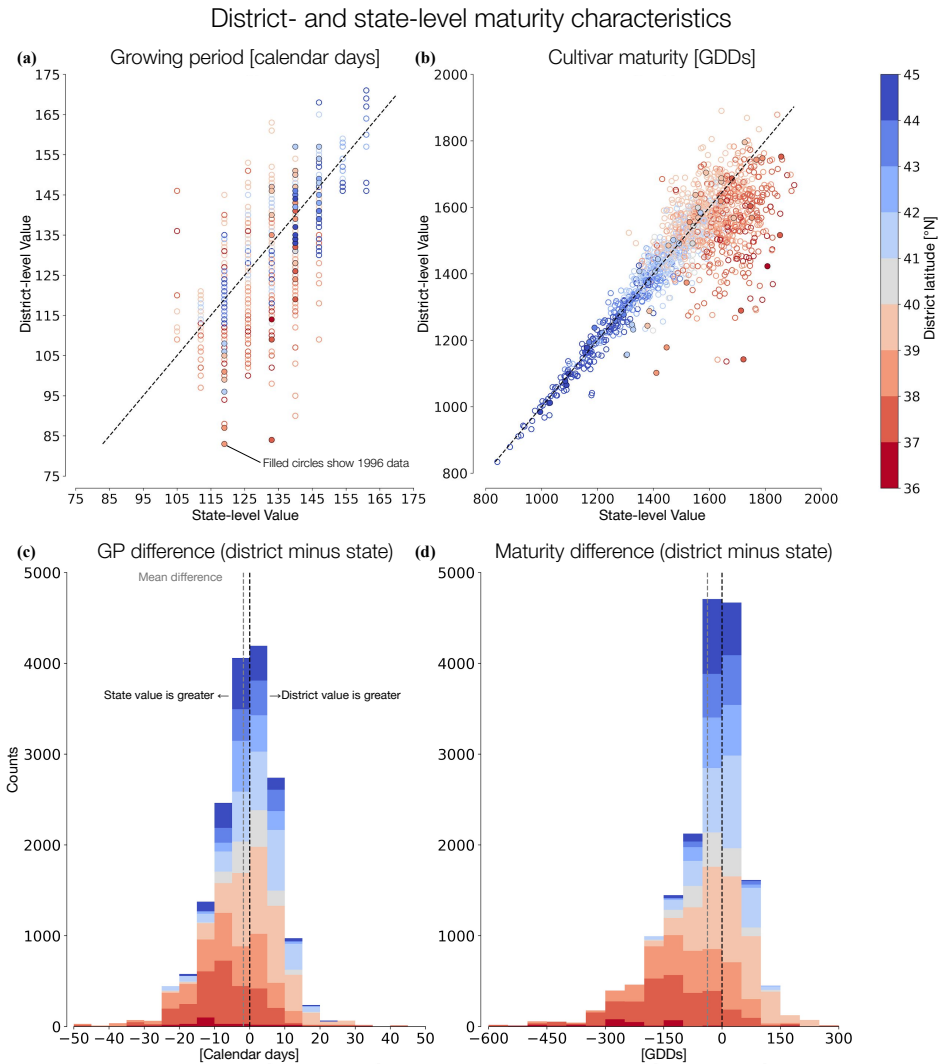 District- and state-level maturity characteristics
(a) Growing period [calendar days]
175
165
155
145
135
125
115
105
95
85
75
District-level Value
Filled circles show 1996 data
75 85 95 105 115 125 135 145 155 165 175
State-level Value
(b) Cultivar maturity [GDDs]
2000
1800
1600
1400
1200
1000
800
District-level Value
800 1000 1200 1400 1600 1800 2000
State-level Value
45
44
43
42
41
40
39
38
37
36
District latitude [°N]
(c) GP difference (district minus state)
Mean difference
5000
4000
3000
2000
1000
0
Counts
State value is greater ←
→District value is greater
−50 −40 −30 −20 −10 0 10 20 30 40 50
[Calendar days]
(d) Maturity difference (district minus state)
5000
4000
3000
2000
1000
0
−600 −450 −300 −150 0 150 300
[GDDs]